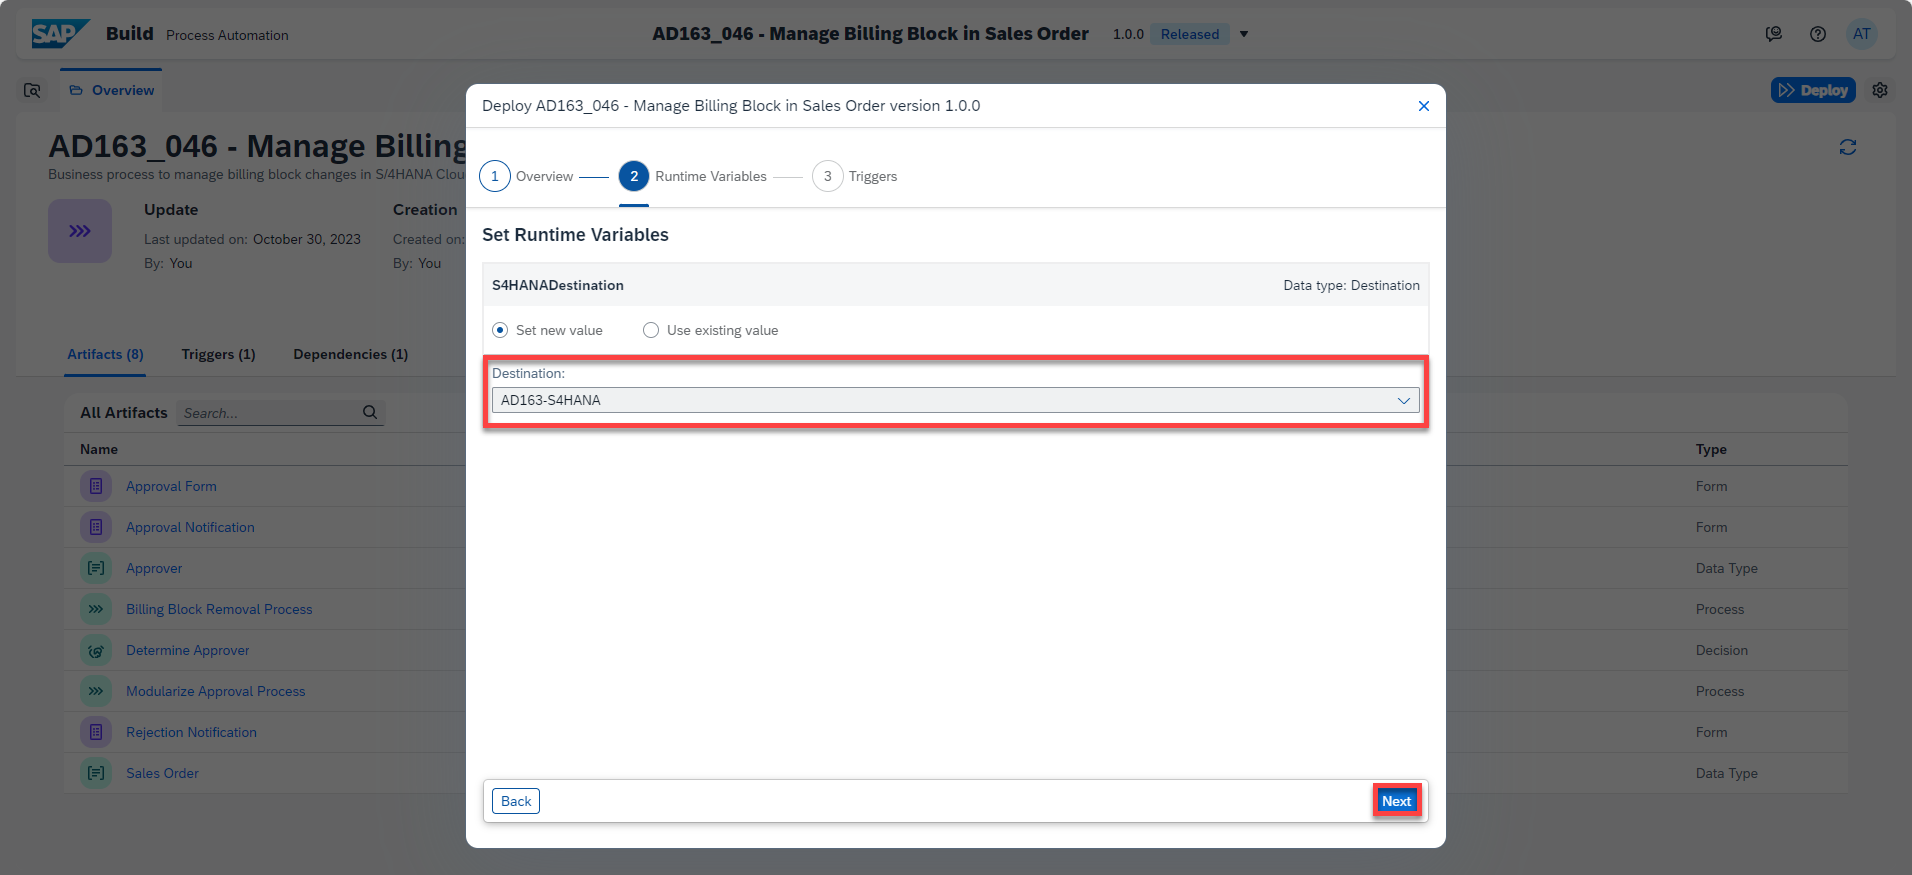 SAP Build Process Automation
AD163_046 - Manage Billing Block in Sales Order 1.0.0 Released
AT
Overview
Deploy
Deploy AD163_046 - Manage Billing Block in Sales Order version 1.0.0
AD163_046 - Manage Billing
Business process to manage billing block changes in S/4HANA Clou
1 Overview 2 Runtime Variables 3 Triggers
Update
Last updated on: October 30, 2023
By: You
Creation
Created on:
By: You
Set Runtime Variables
S4HANADestination Data type: Destination
Set new value Use existing value
Destination:
AD163-S4HANA
Artifacts (8) Triggers (1) Dependencies (1)
All Artifacts Search...
Name Type
Approval Form Form
Approval Notification Form
Approver Data Type
Billing Block Removal Process Process
Determine Approver Decision
Modularize Approval Process Process
Rejection Notification Form
Sales Order Data Type
Back Next